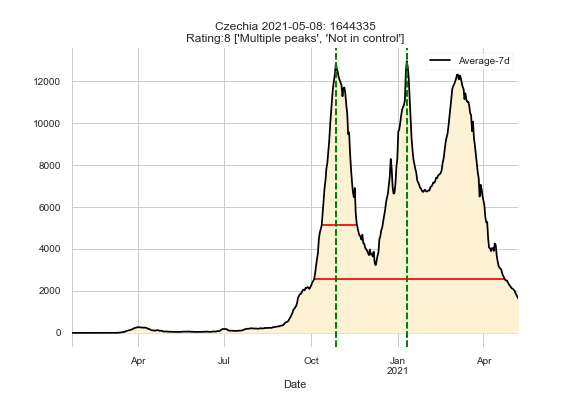 Czechia 2021-05-08: 1644335
Rating:8 ['Multiple peaks', 'Not in control']
Average-7d
12000
10000
8000
6000
4000
2000
0
Apr
Jul
Oct
Jan
2021
Apr
Date